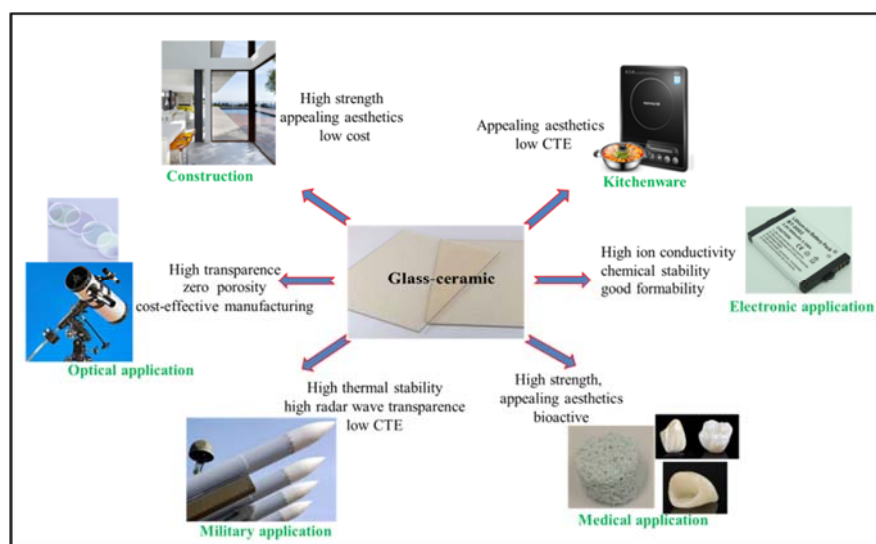 High strength
appealing aesthetics
low cost
Construction
Appealing aesthetics
low CTE
Kitchenware
Glass-ceramic
High transparence
zero porosity
cost-effective manufacturing
Optical application
High ion conductivity
chemical stability
good formability
Electronic application
High thermal stability
high radar wave transparence
low CTE
Military application
High strength,
appealing aesthetics
bioactive
Medical application